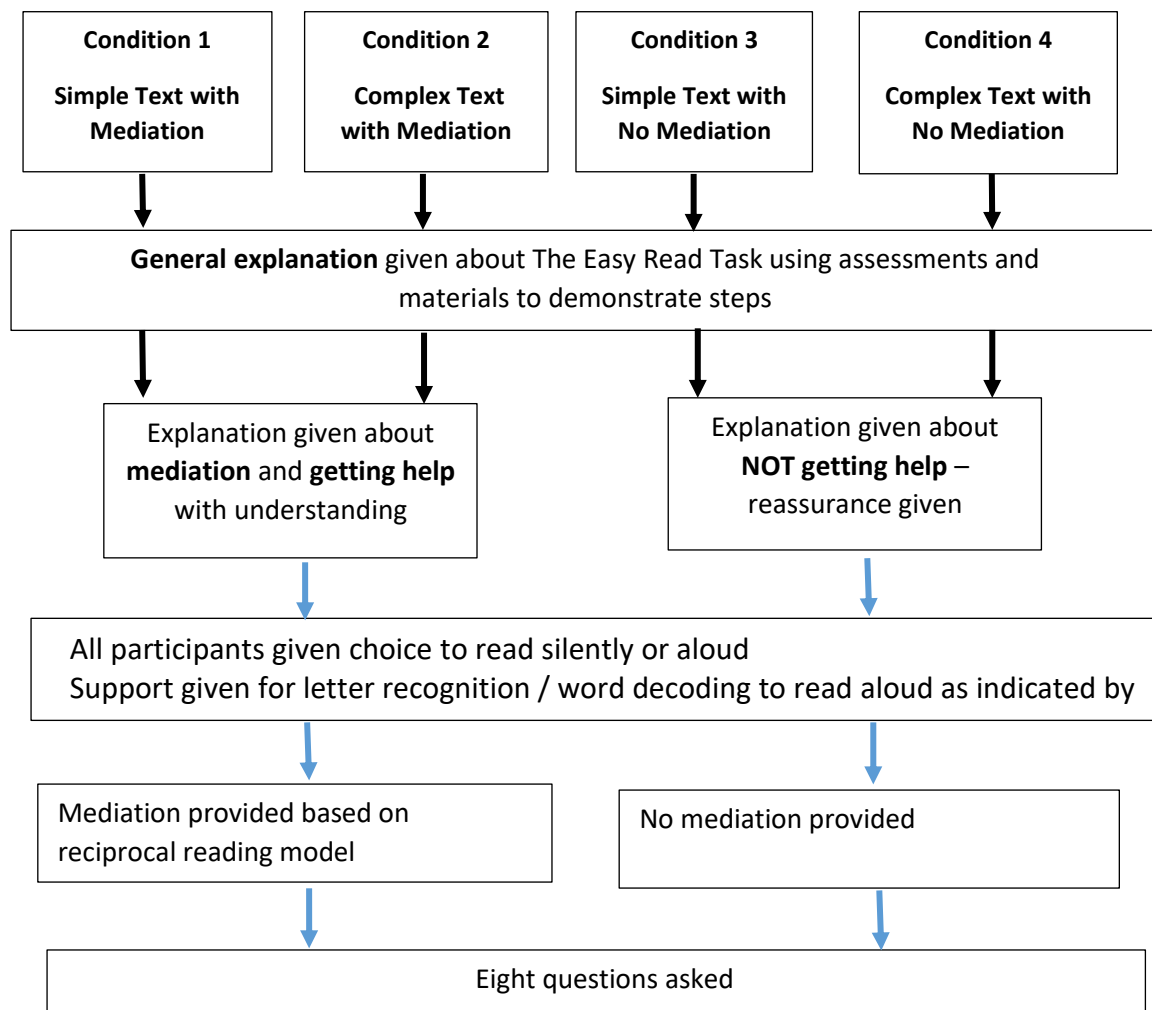 Condition 1
Simple Text with
Mediation
Condition 2
Complex Text
with Mediation
Condition 3
Simple Text with
No Mediation
Condition 4
Complex Text with
No Mediation
General explanation given about The Easy Read Task using assessments and
materials to demonstrate steps
Explanation given about
mediation and getting help
with understanding
Explanation given about
NOT getting help –
reassurance given
All participants given choice to read silently or aloud
Support given for letter recognition / word decoding to read aloud as indicated by
Mediation provided based on
reciprocal reading model
No mediation provided
Eight questions asked